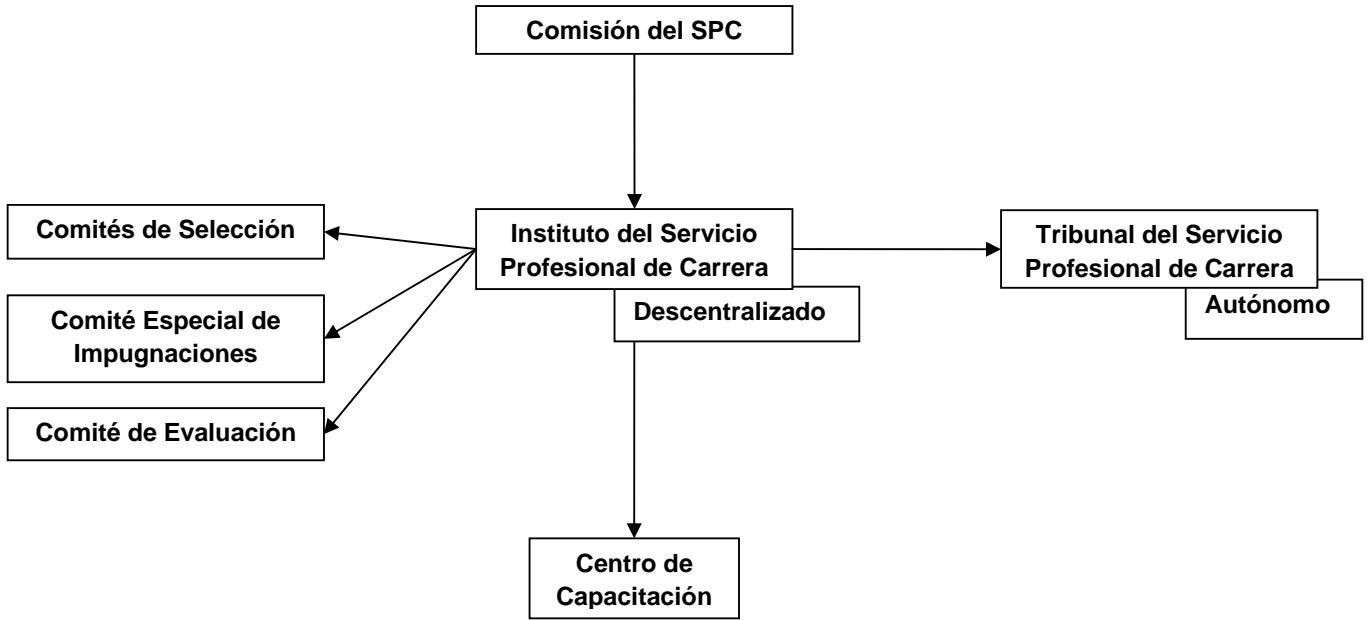 Comisión del SPC
Comités de Selección
Instituto del Servicio
Profesional de Carrera
Tribunal del Servicio
Profesional de Carrera
Descentralizado
Autónomo
Comité Especial de
Impugnaciones
Comité de Evaluación
Centro de
Capacitación